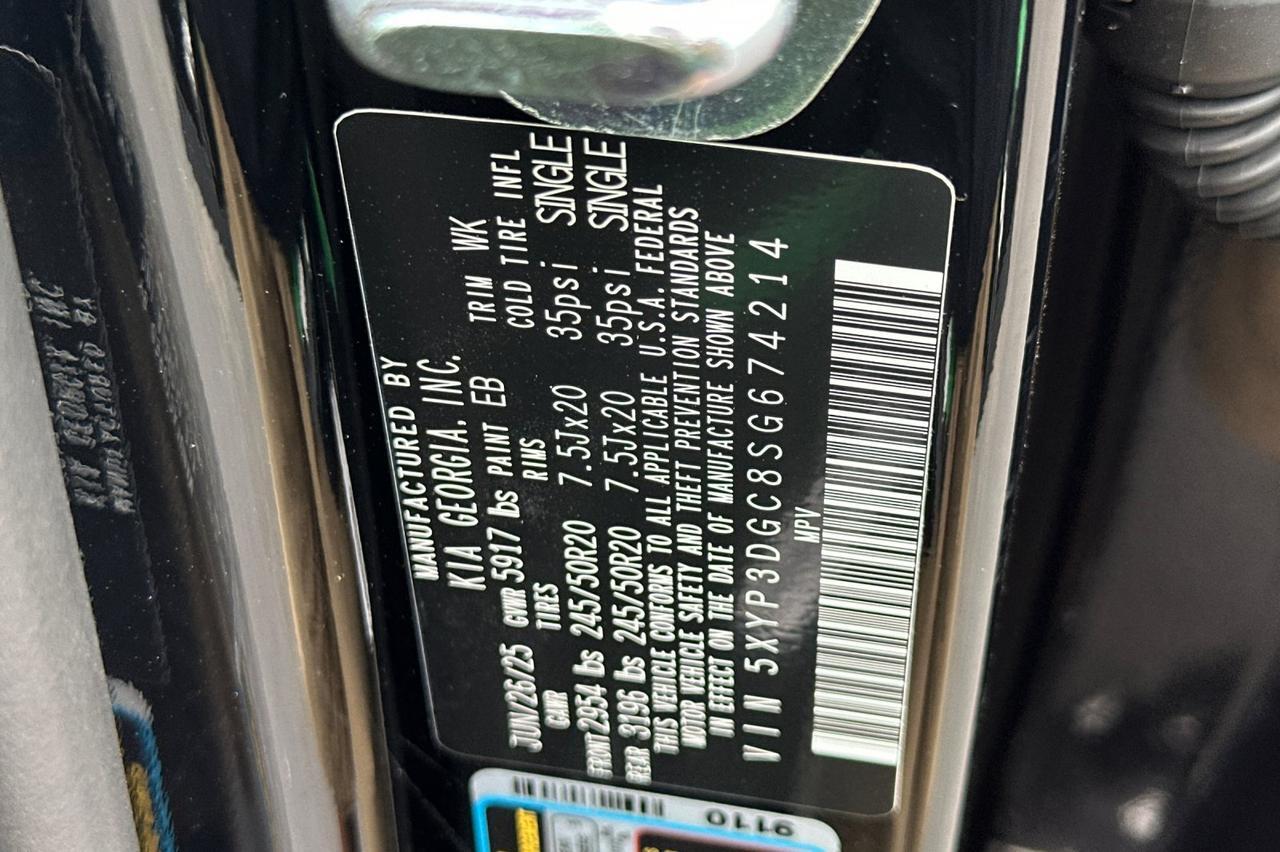 MANUFACTURED BY
KIA GEORGIA, INC.
JUN/26/25 GVWR 5917 lbs PAINT EB TRIM WK
GAWR TIRES RIMS COLD TIRE INFL
FRONT 2954 lbs 245/50R20 7.5Jx20 35psi SINGLE
REAR 3196 lbs 245/50R20 7.5Jx20 35psi SINGLE
THIS VEHICLE CONFORMS TO ALL APPLICABLE U.S.A. FEDERAL
MOTOR VEHICLE SAFETY AND THEFT PREVENTION STANDARDS
IN EFFECT ON THE DATE OF MANUFACTURE SHOWN ABOVE
VIN 5XYP3DGC8SG674214
MPV
9110